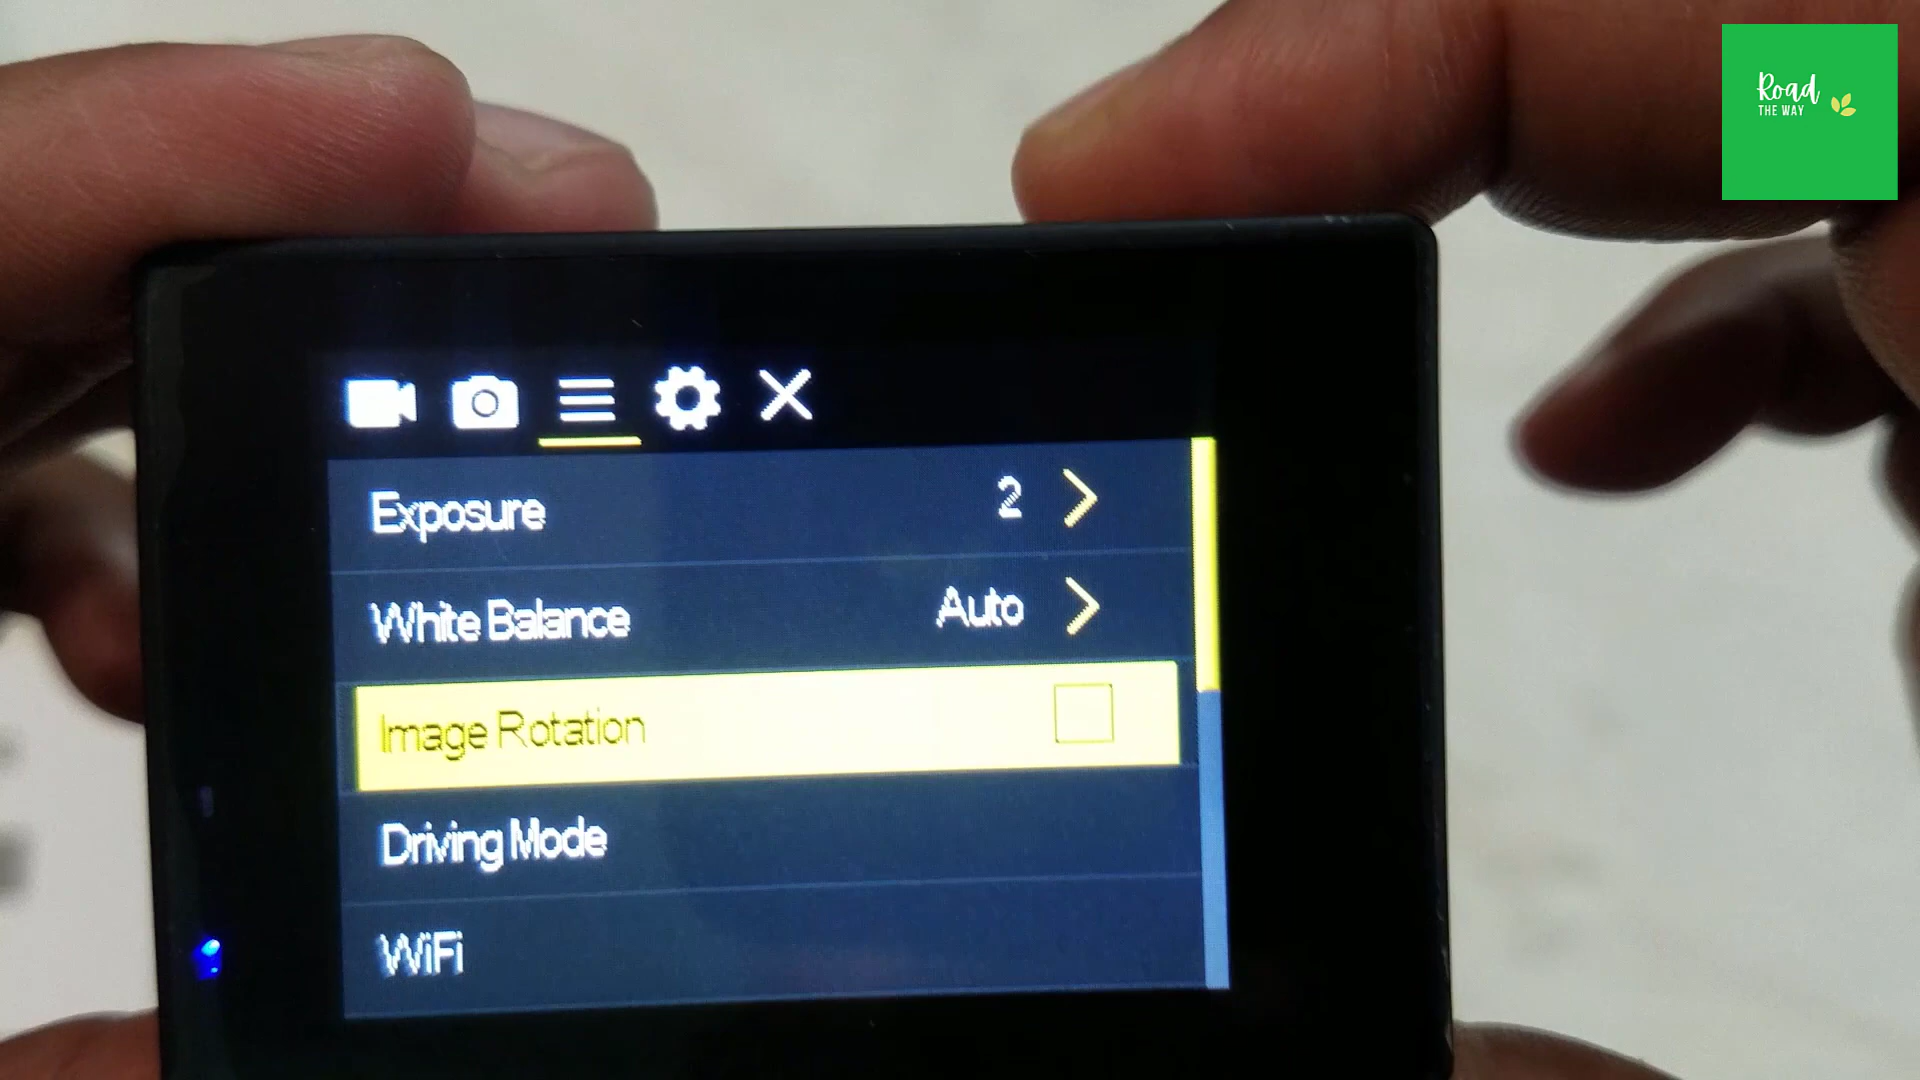 Road
THE WAY
Exposure 2
White Balance Auto
Image Rotation
Driving Mode
WiFi